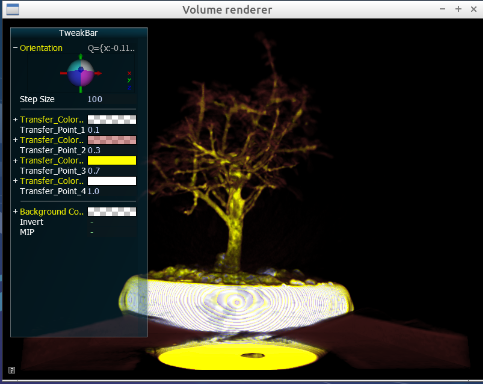 Volume renderer
TweakBar
− Orientation Q={x:-0.11..
Step Size 100
+ Transfer_Color..
Transfer_Point_1 0.1
+ Transfer_Color..
Transfer_Point_2 0.3
+ Transfer_Color..
Transfer_Point_3 0.7
+ Transfer_Color..
Transfer_Point_4 1.0
+ Background Co..
Invert -
MIP -
?